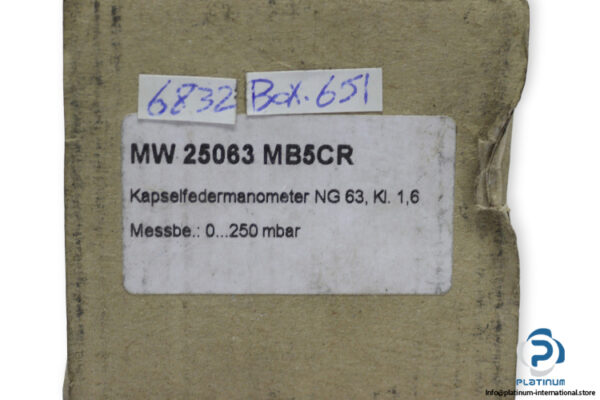 6832 Box.651
MW 25063 MB5CR
Kapselfedermanometer NG 63, Kl. 1,6
Messbe.: 0...250 mbar
PLATINUM
info@platinum-international.store